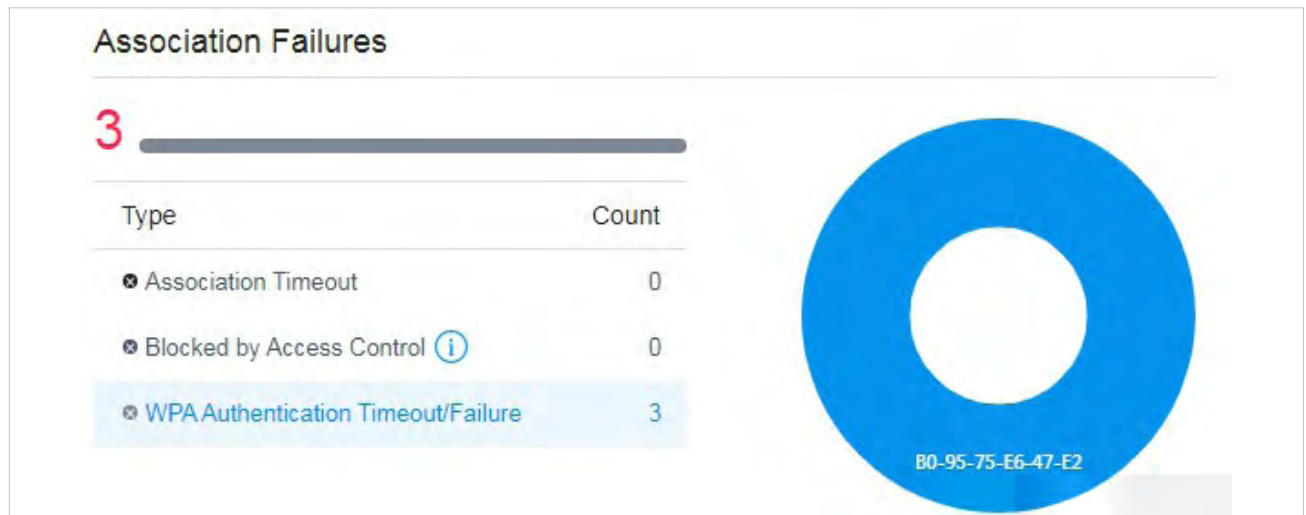 Association Failures
3
Type Count
Association Timeout 0
Blocked by Access Control i 0
WPA Authentication Timeout/Failure 3
B0-95-75-E6-47-E2